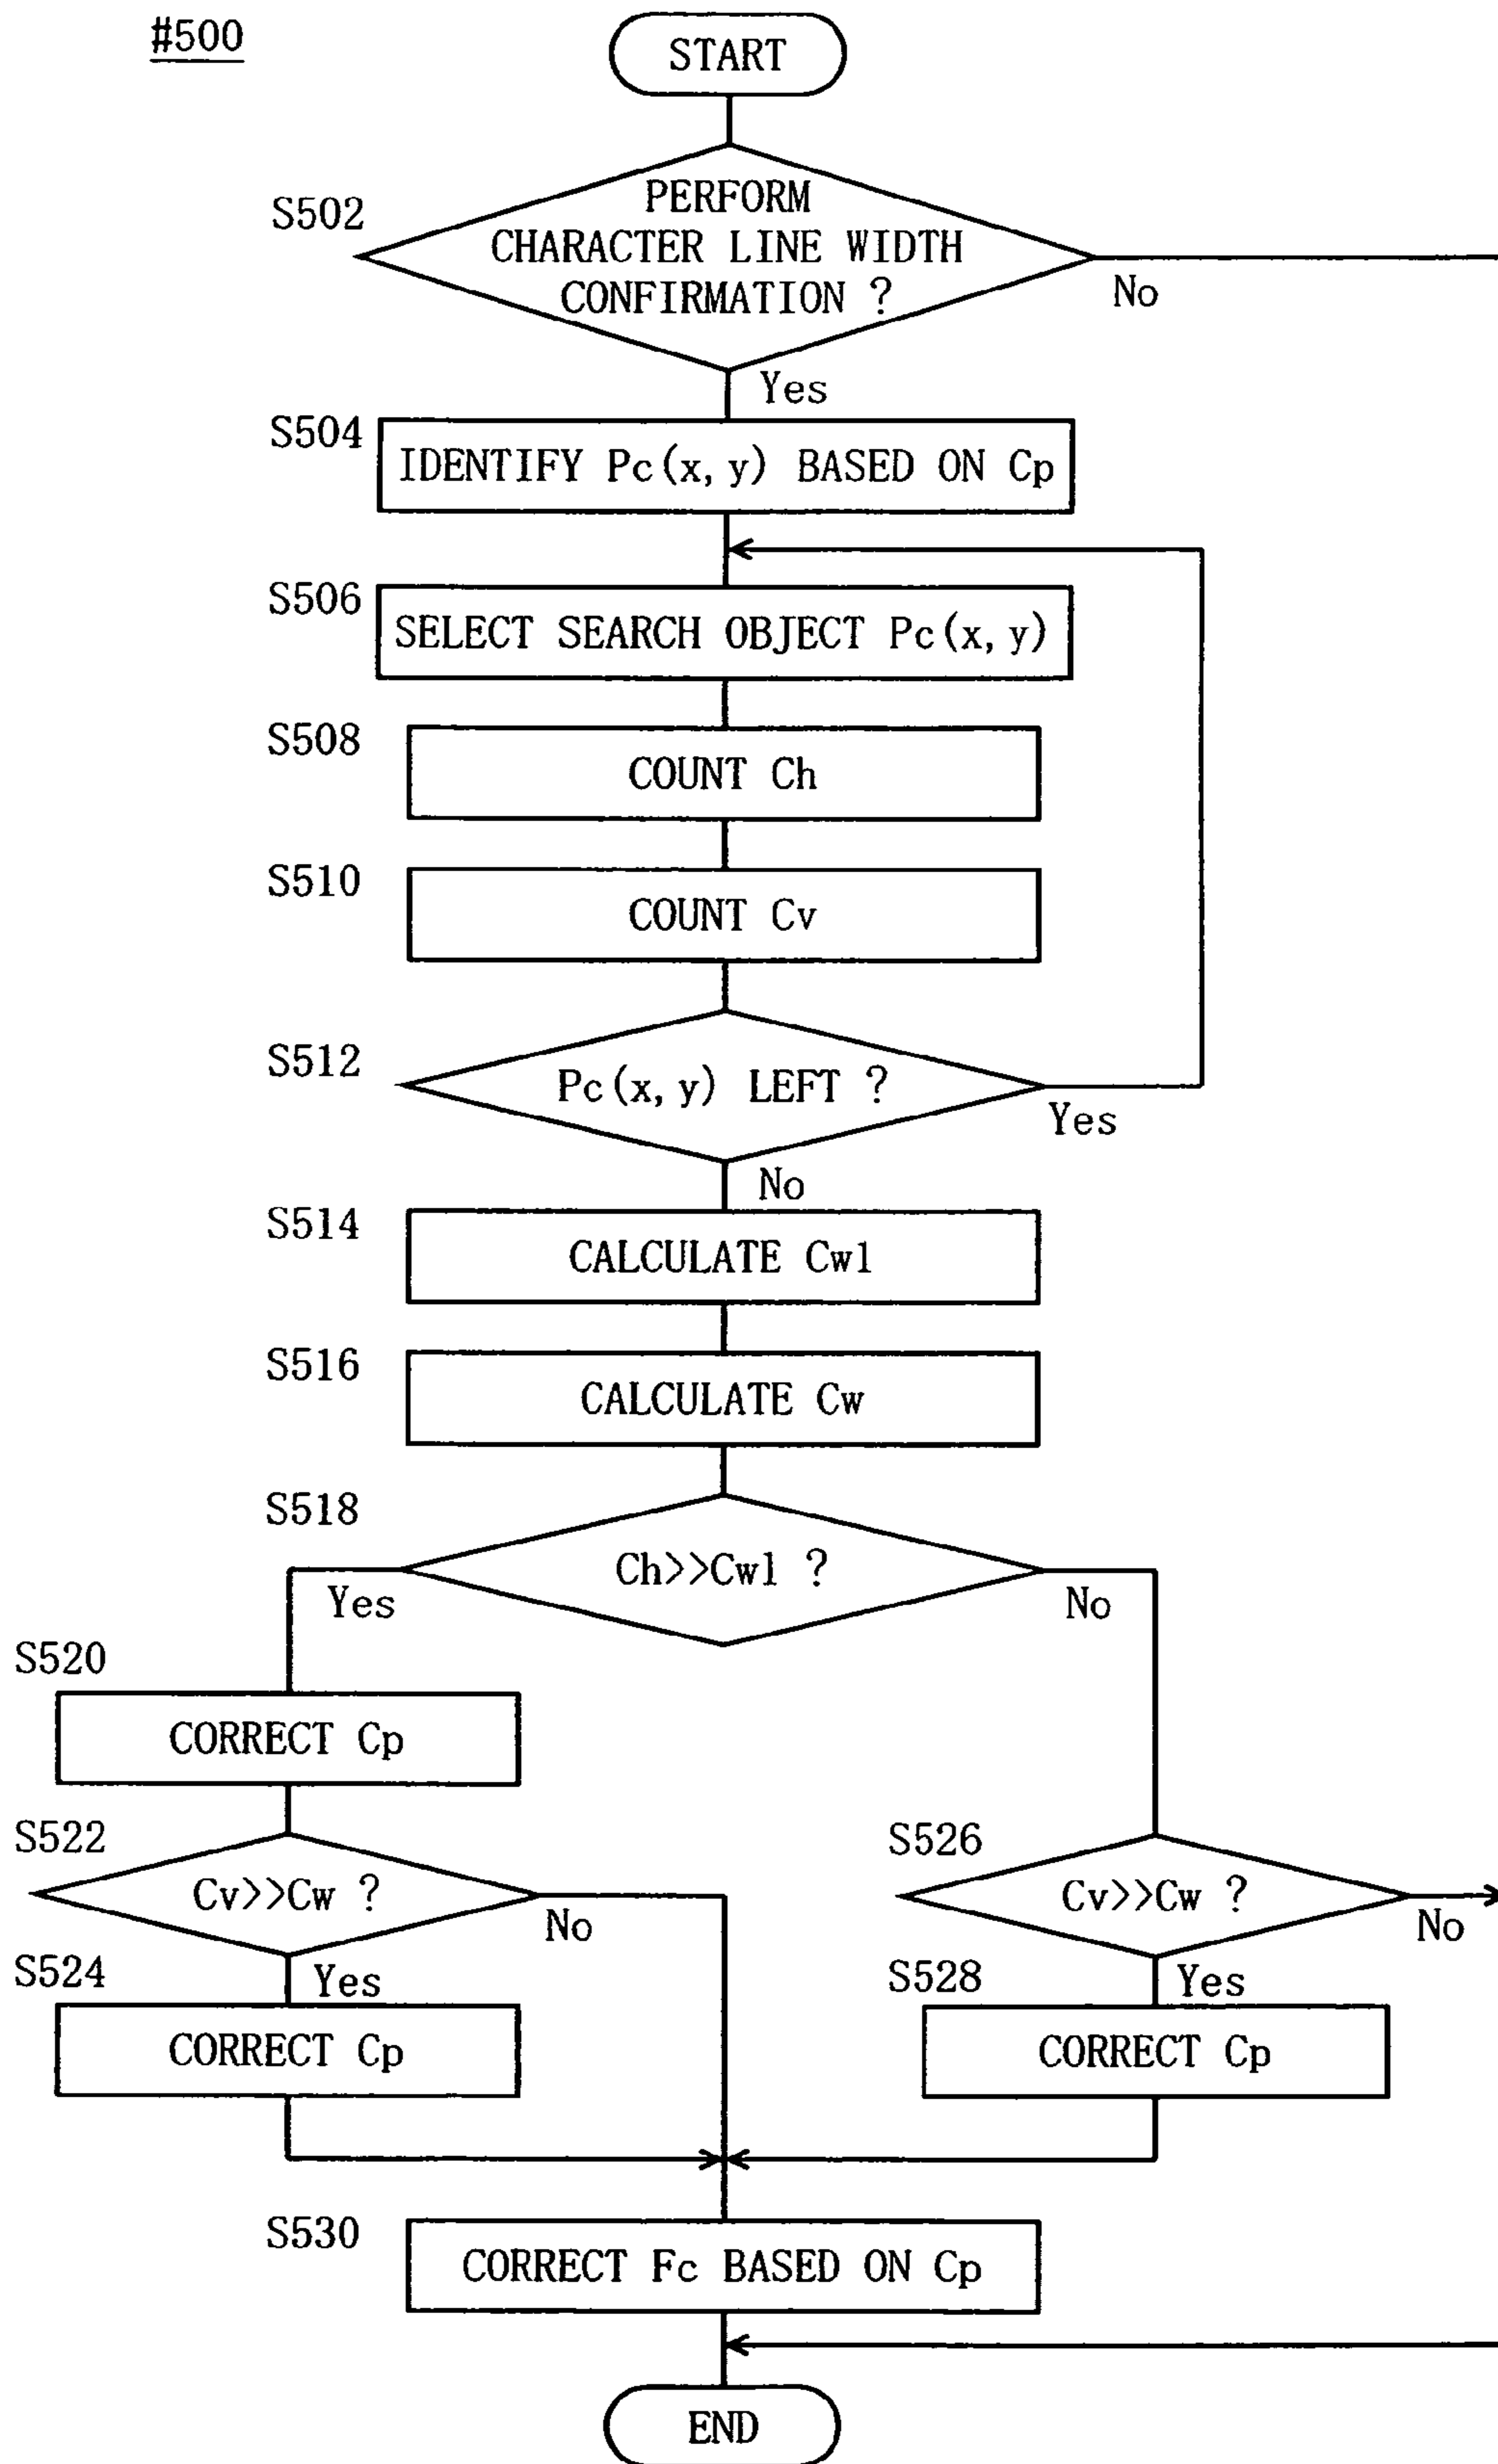 #500
START
S502
PERFORM
CHARACTER LINE WIDTH
CONFIRMATION ?
No
Yes
S504
IDENTIFY Pc(x, y) BASED ON Cp
S506
SELECT SEARCH OBJECT Pc(x, y)
S508
COUNT Ch
S510
COUNT Cv
S512
Pc(x, y) LEFT ?
Yes
No
S514
CALCULATE Cw1
S516
CALCULATE Cw
S518
Ch>>Cw1 ?
Yes
No
S520
CORRECT Cp
S522
Cv>>Cw ?
No
S526
Cv>>Cw ?
No
S524
Yes
CORRECT Cp
S528
Yes
CORRECT Cp
S530
CORRECT Fc BASED ON Cp
END